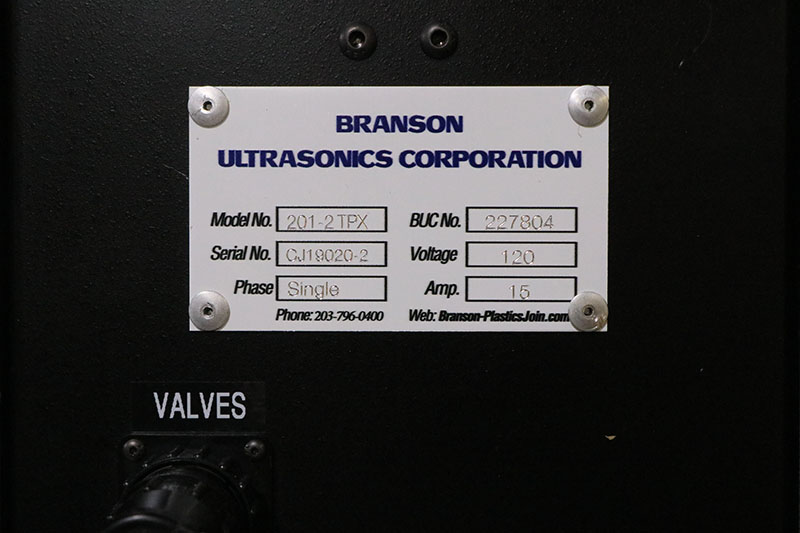 BRANSON
ULTRASONICS CORPORATION
Model No. 201-2 TPX BUC No. 227804
Serial No. CJ19020-2 Voltage 120
Phase Single Amp. 15
Phone: 203-796-0400 Web: Branson-PlasticsJoin.com
VALVES